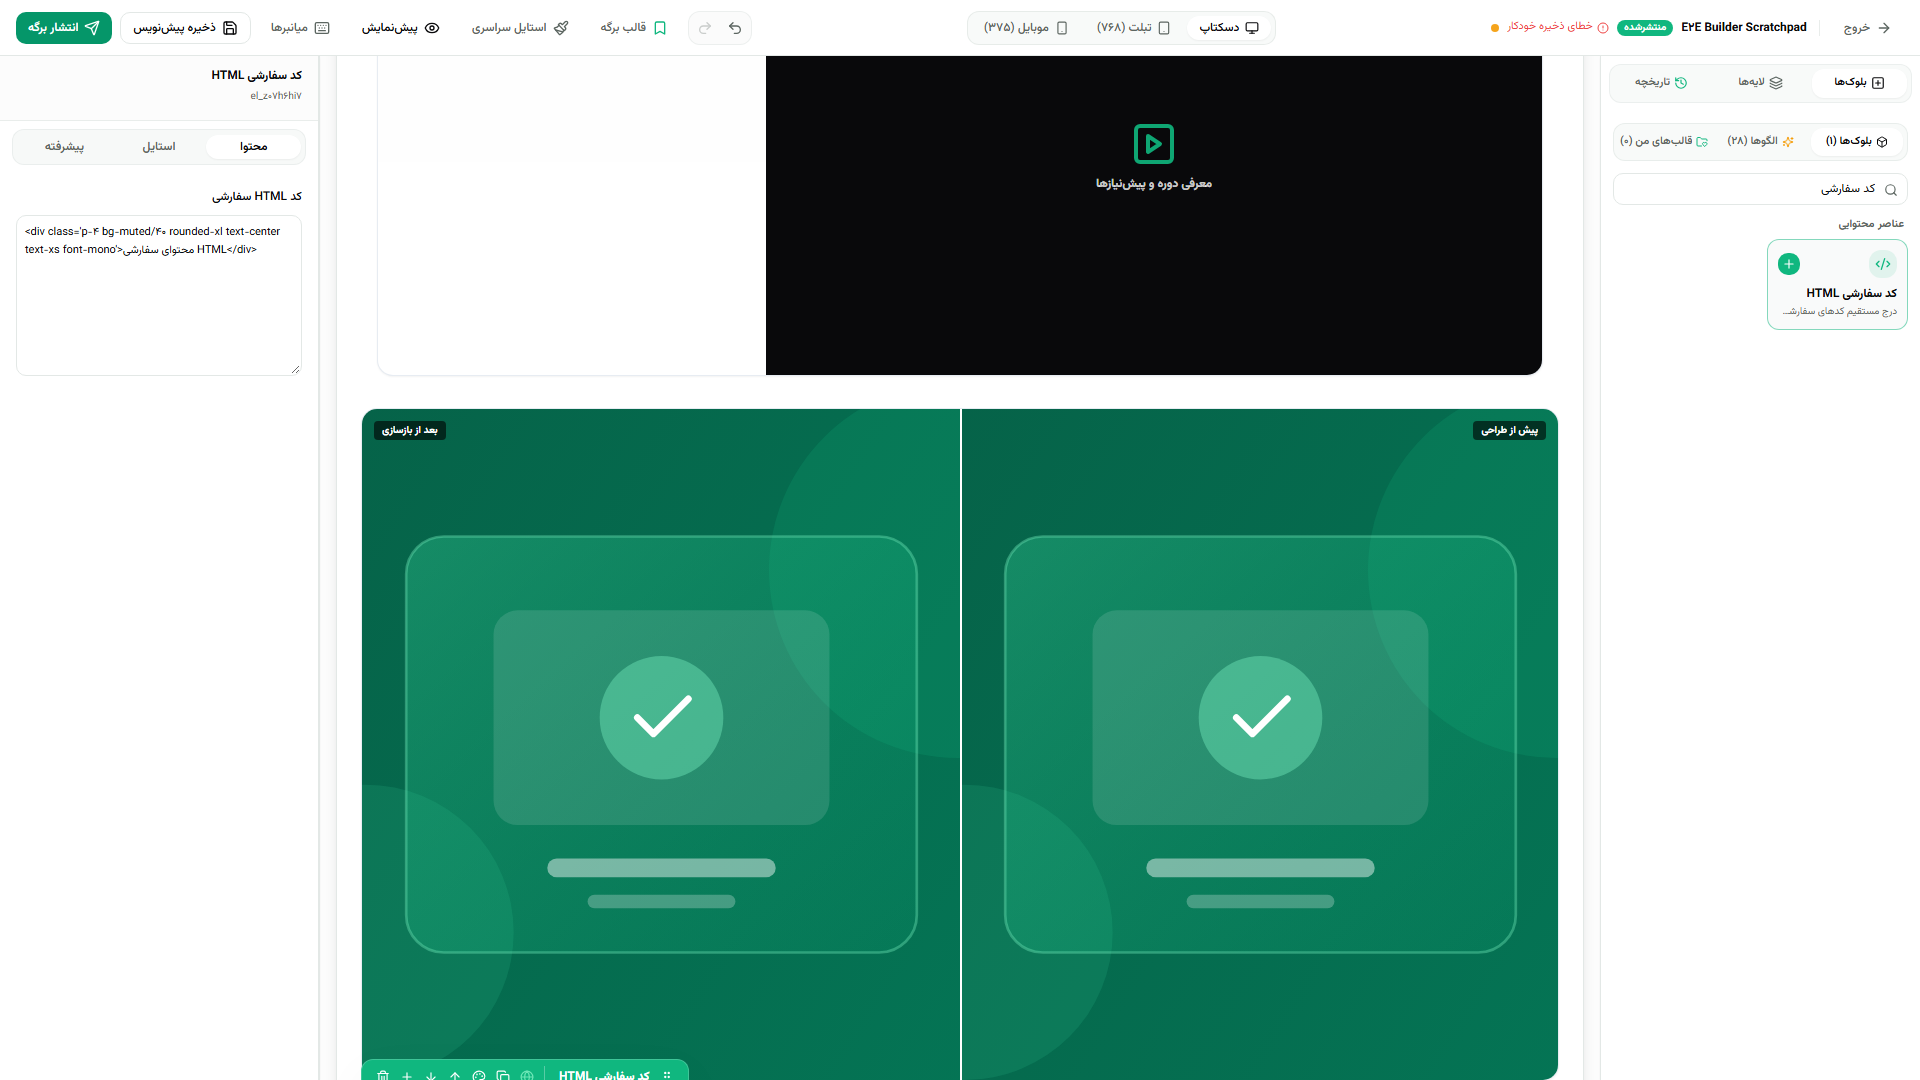 خروج
E۲E Builder Scratchpad
منتشرشده
خطای ذخیره خودکار
دسکتاپ
تبلت (۷۶۸)
موبایل (۳۷۵)
قالب برگه
استایل سراسری
پیش‌نمایش
میانبرها
ذخیره پیش‌نویس
انتشار برگه
بلوک‌ها
لایه‌ها
تاریخچه
بلوک‌ها (۱)
الگوها (۲۸)
قالب‌های من (۰)
کد سفارشی
عناصر محتوایی
کد سفارشی HTML
درج مستقیم کدهای سفارشـ...
معرفی دوره و پیش‌نیازها
پیش از طراحی
بعد از بازسازی
کد سفارشی HTML
کد سفارشی HTML
el_z۰۷h۶hi۷
محتوا
استایل
پیشرفته
کد HTML سفارشی
<div class='p-۴ bg-muted/۴۰ rounded-xl text-center
text-xs font-mono'>محتوای سفارشی HTML</div>